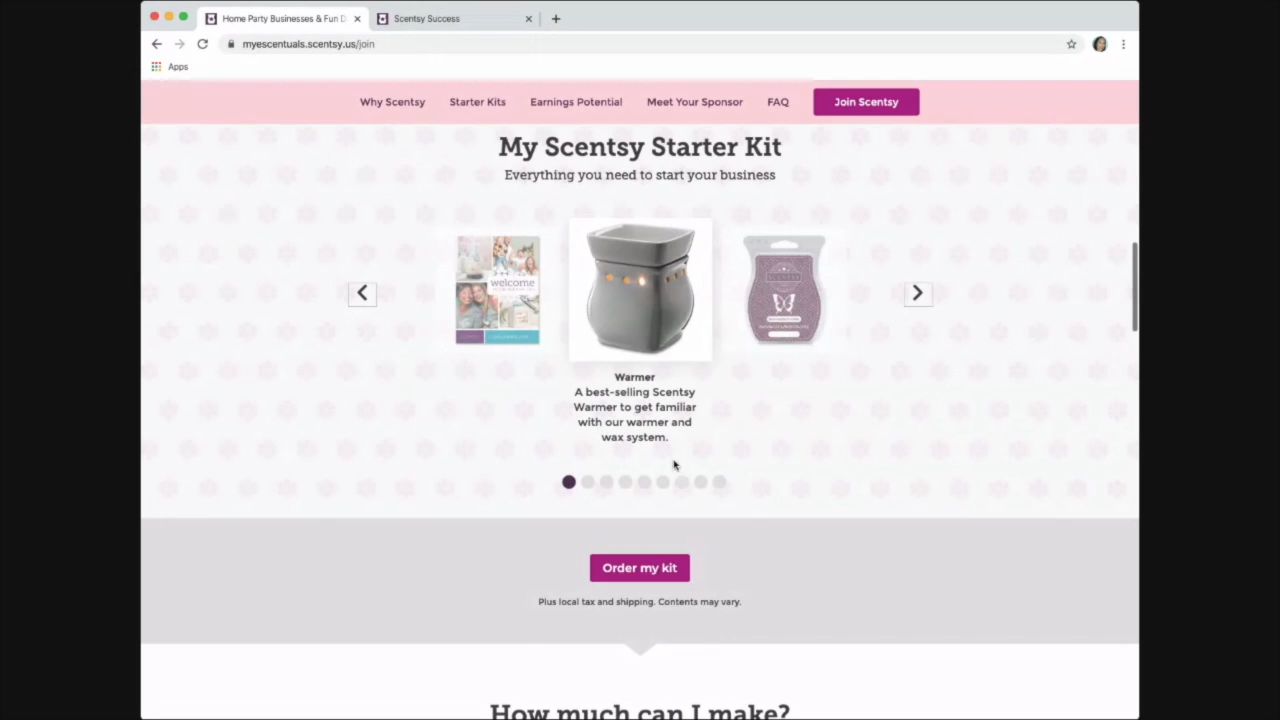 Home Party Businesses & Fun D
Scentsy Success
myescentuals.scentsy.us/join
Apps
Why Scentsy
Starter Kits
Earnings Potential
Meet Your Sponsor
FAQ
Join Scentsy
My Scentsy Starter Kit
Everything you need to start your business
welcome
SCENTSY
Warmer
A best-selling Scentsy
Warmer to get familiar
with our warmer and
wax system.
Order my kit
Plus local tax and shipping. Contents may vary.
How much can I make?